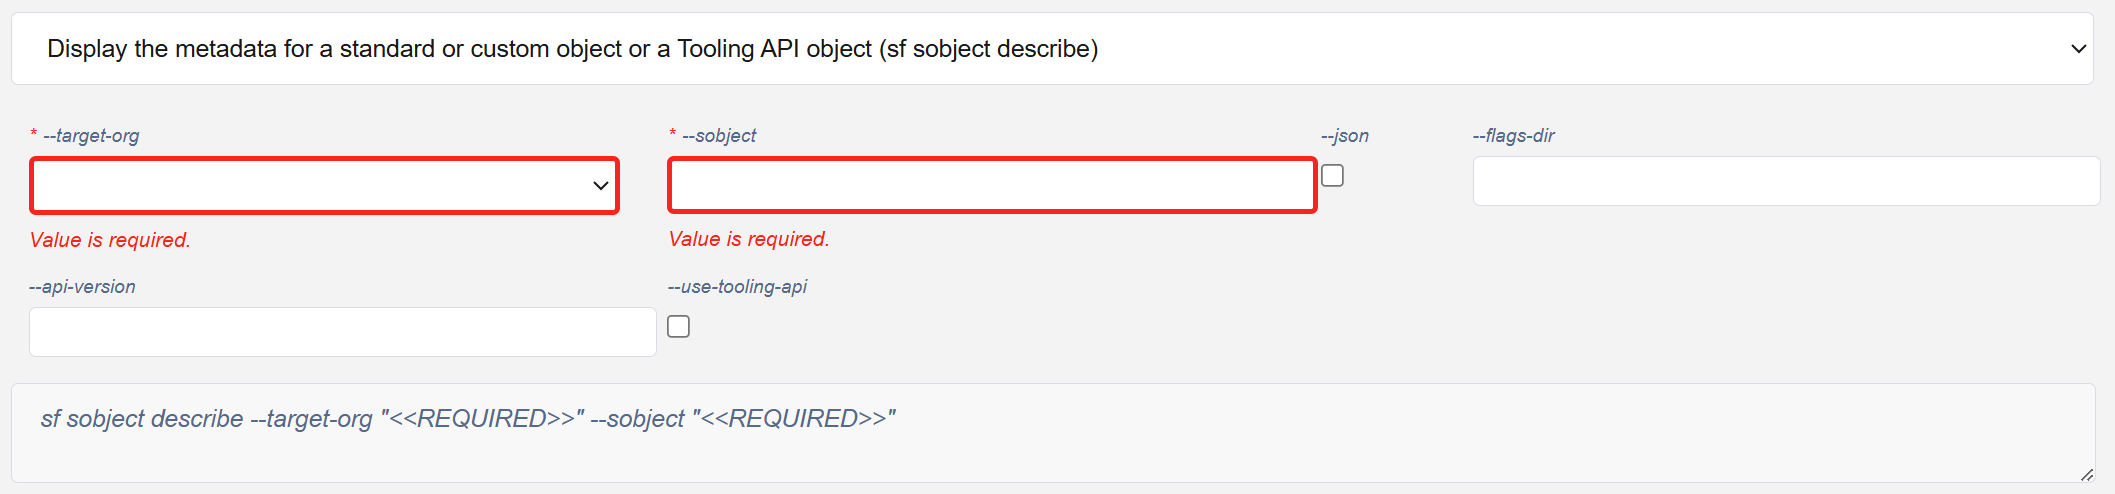 Display the metadata for a standard or custom object or a Tooling API object (sf sobject describe)
* --target-org
* --sobject
--json
--flags-dir
Value is required.
Value is required.
--api-version
--use-tooling-api
sf sobject describe --target-org "<<REQUIRED>>" --sobject "<<REQUIRED>>"